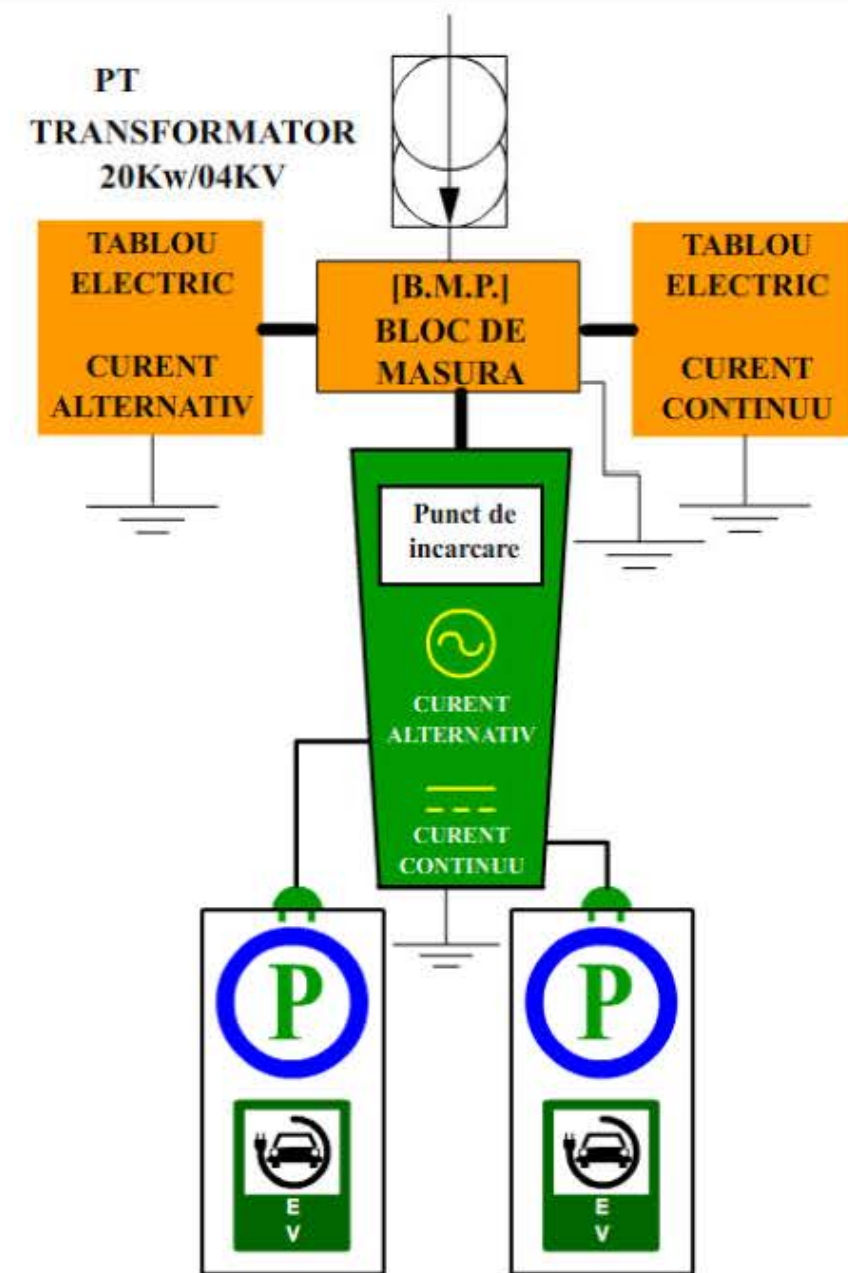 PT
TRANSFORMATOR
20Kw/04KV
TABLOU
ELECTRIC
CURENT
ALTERNATIV
[B.M.P.]
BLOC DE
MASURA
TABLOU
ELECTRIC
CURENT
CONTINUU
Punct de
incarcare
CURENT
ALTERNATIV
CURENT
CONTINUU
P
E
V
P
E
V